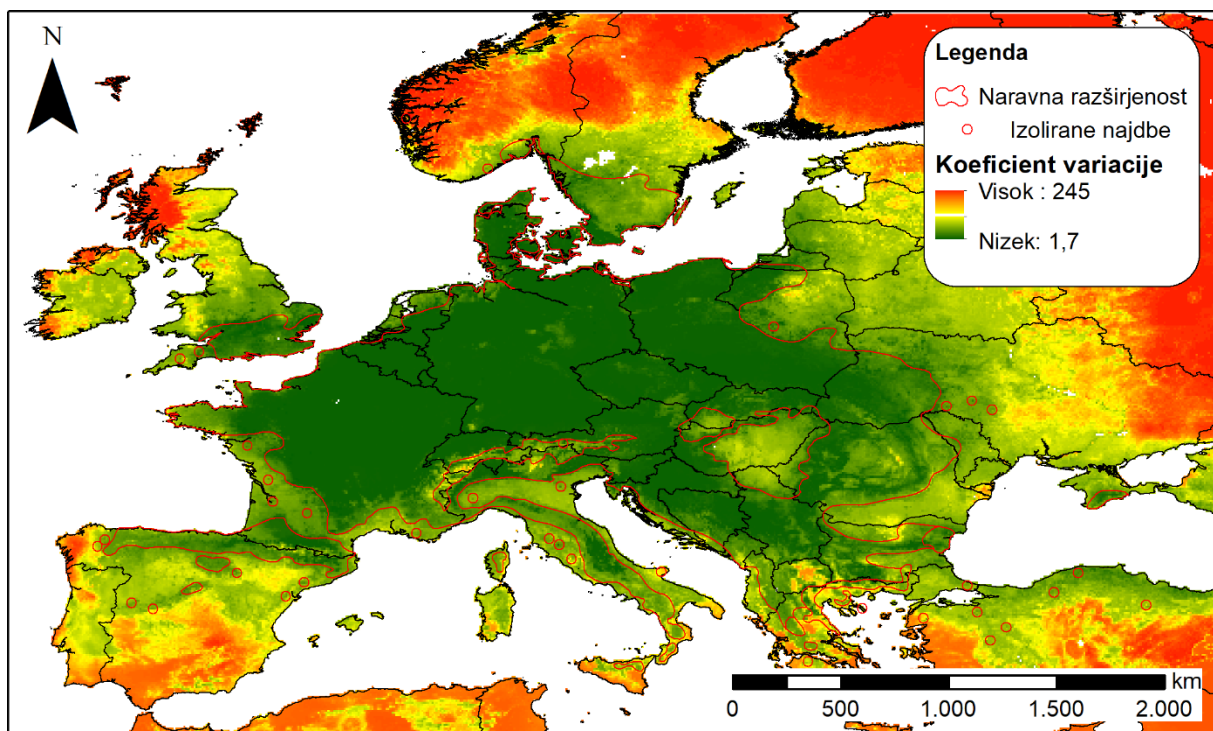 N
Legenda
Naravna razširjenost
Izolirane najdbe
Koeficient variacije
Visok : 245
Nizek: 1,7
km
0 500 1.000 1.500 2.000